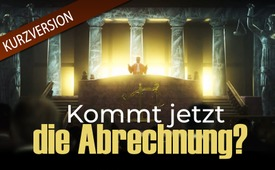 KURZVERSION
Kommt jetzt
die Abrechnung?